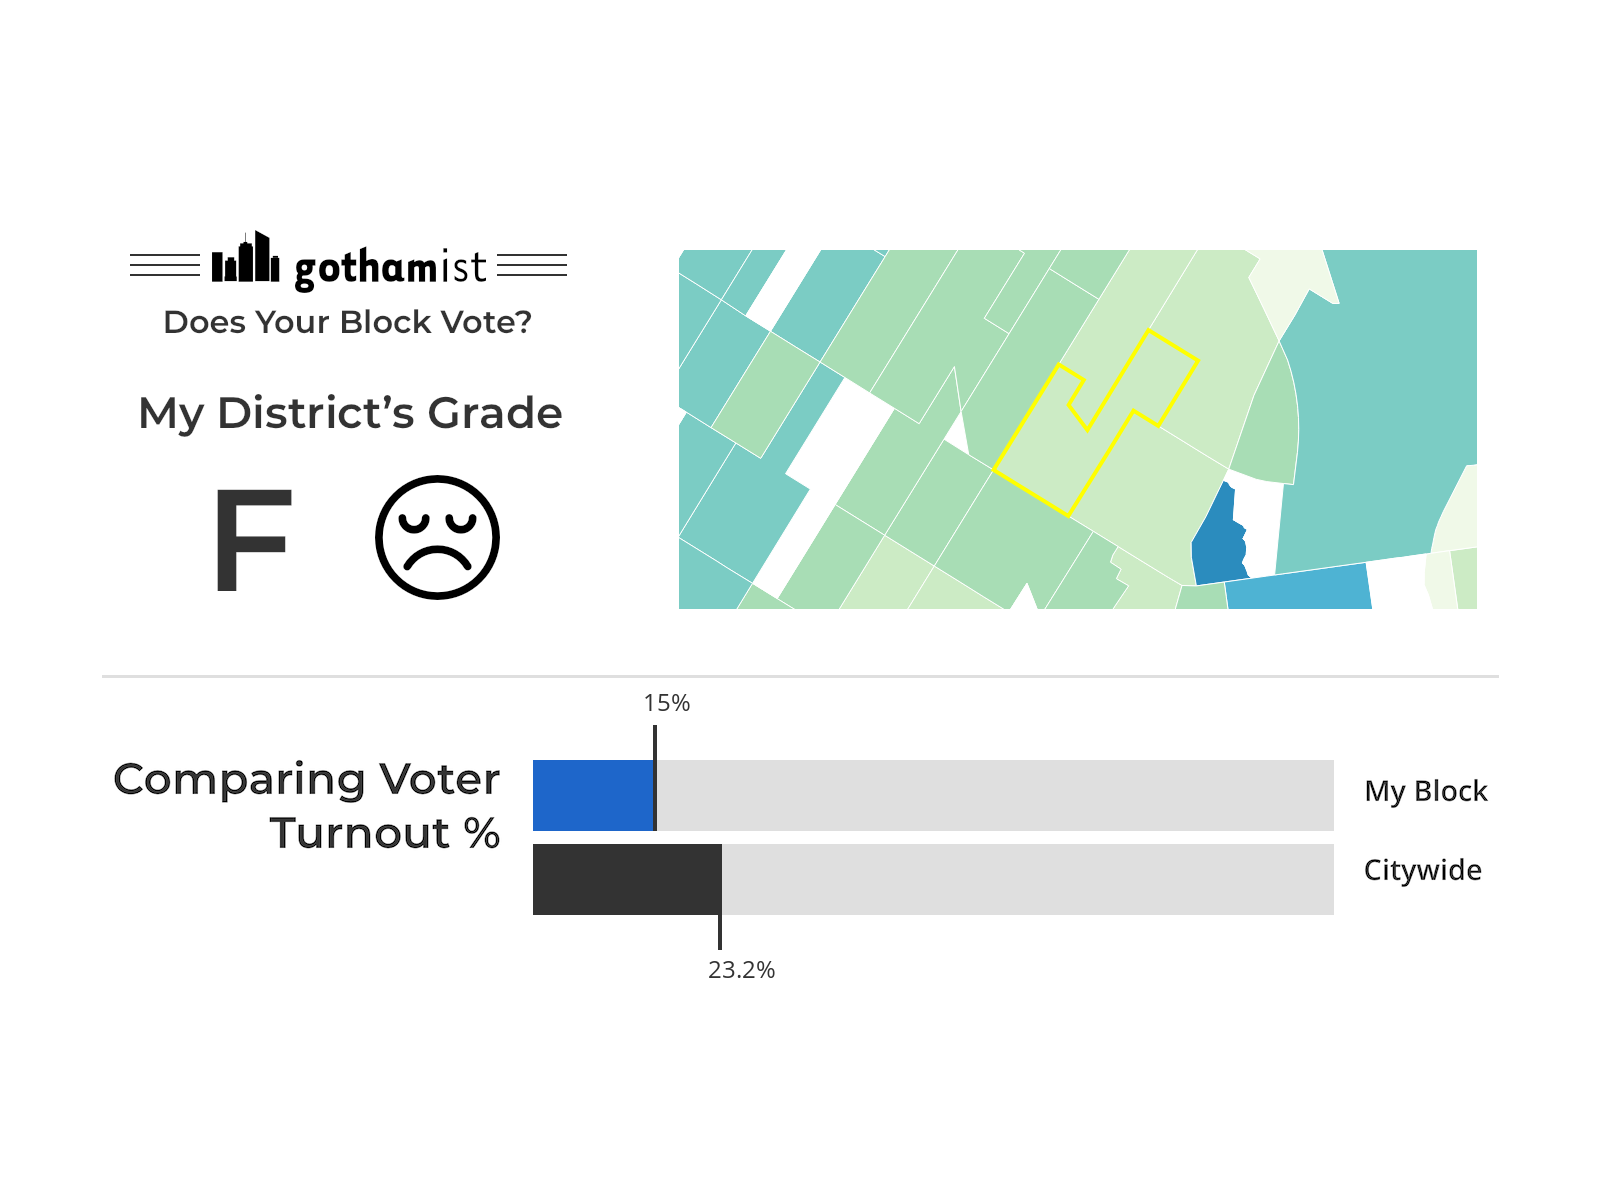 gothamist
Does Your Block Vote?
My District’s Grade
F
15%
Comparing Voter
Turnout %
My Block
Citywide
23.2%